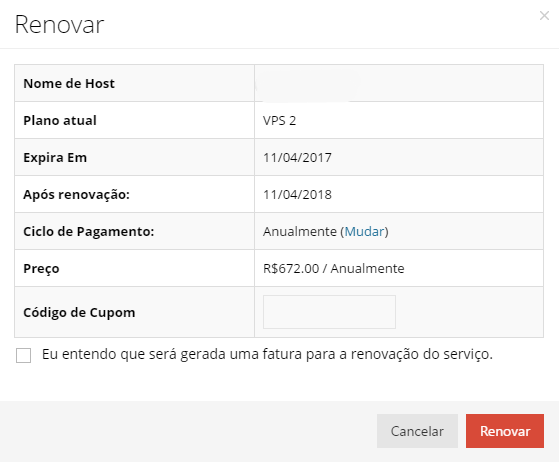 Renovar
×
Nome de Host
Plano atual VPS 2
Expira Em 11/04/2017
Após renovação: 11/04/2018
Ciclo de Pagamento: Anualmente (Mudar)
Preço R$672.00 / Anualmente
Código de Cupom
Eu entendo que será gerada uma fatura para a renovação do serviço.
Cancelar Renovar